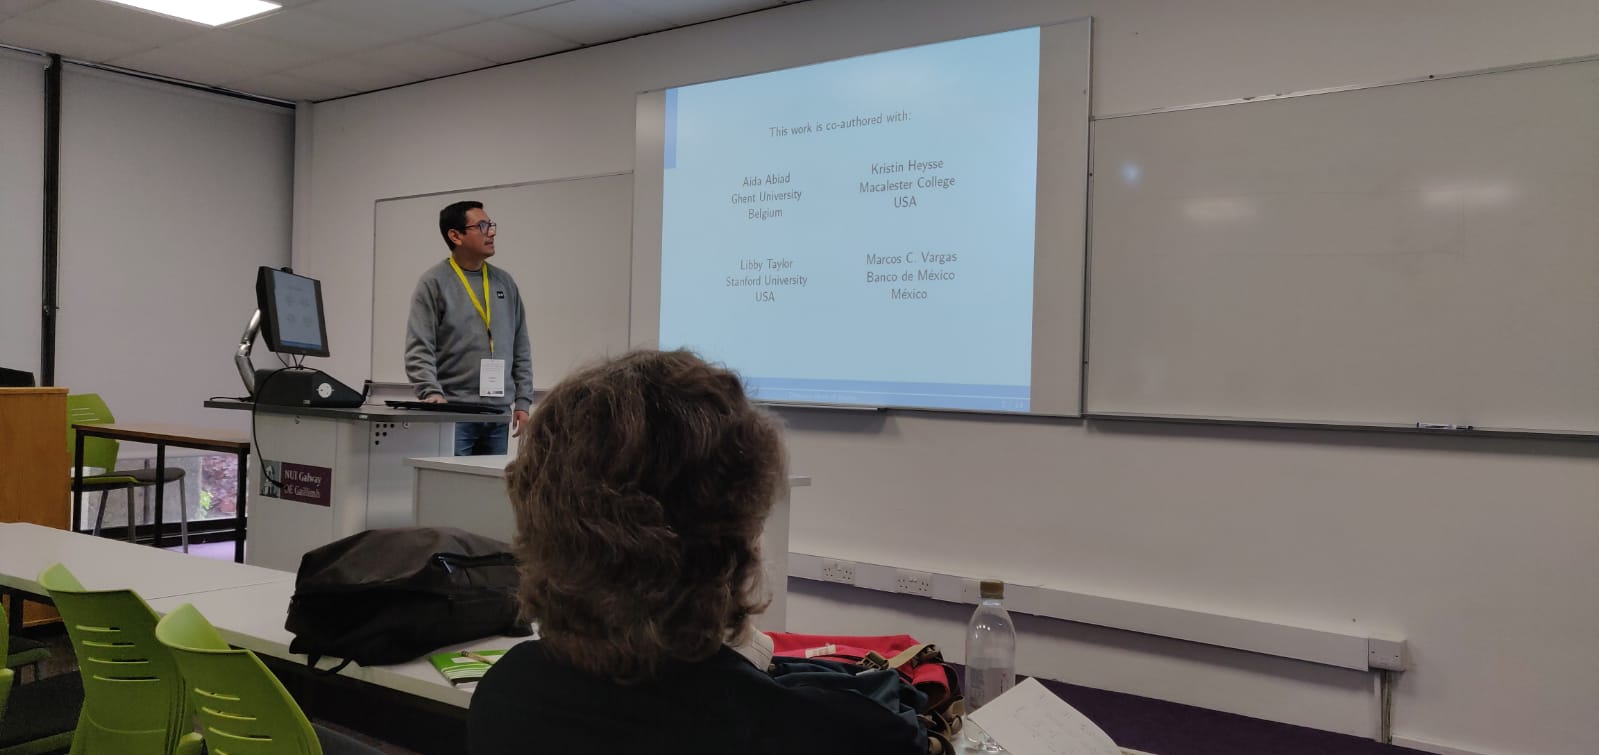 This work is co-authored with:
Aida Abiad
Ghent University
Belgium
Kristin Heysse
Macalester College
USA
Libby Taylor
Stanford University
USA
Marcos C. Vargas
Banco de México
México
NUI Galway
OÉ Gaillimh